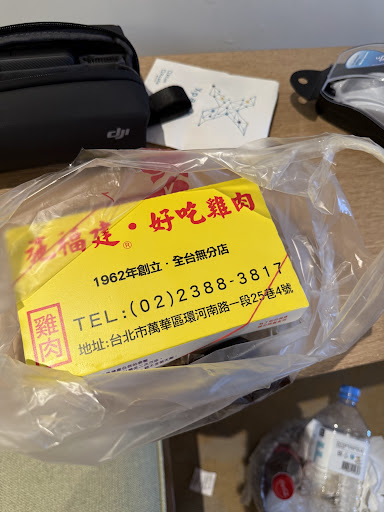 dji
福建・好吃雞肉
®
1962年創立・全台無分店
TEL:(02)2388-3817
地址:台北市萬華區環河南路一段25巷4號
雞肉